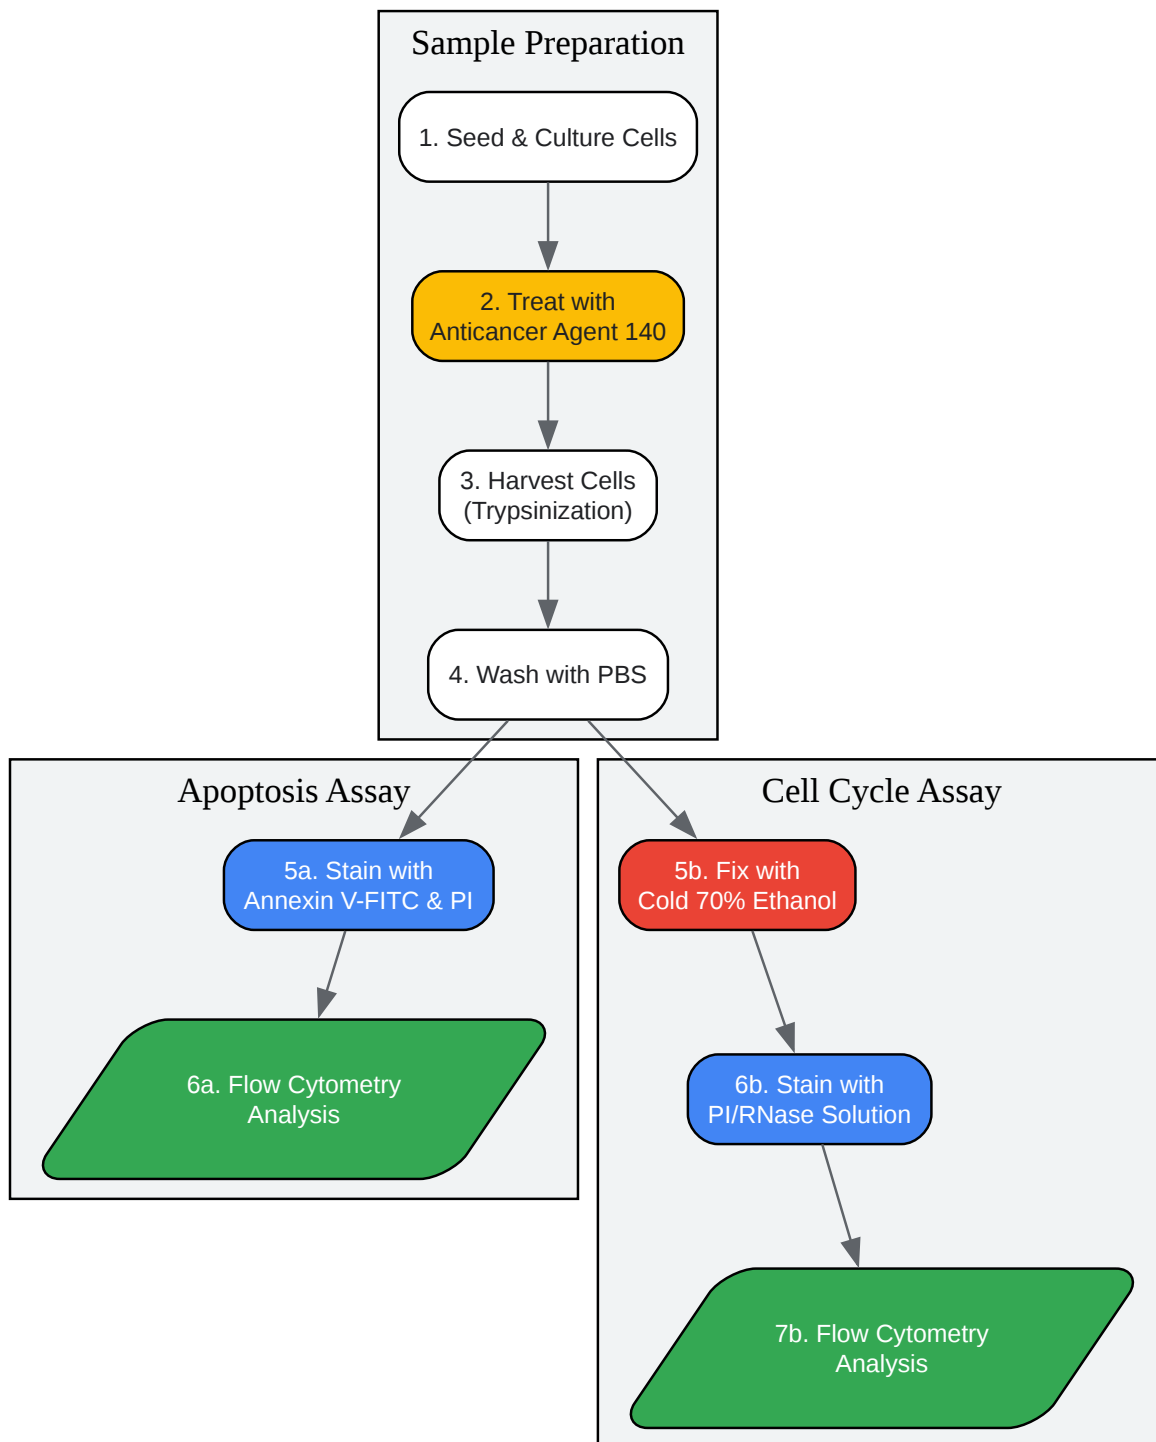 Sample Preparation
1. Seed & Culture Cells
2. Treat with
Anticancer Agent 140
3. Harvest Cells
(Trypsinization)
4. Wash with PBS
Apoptosis Assay
5a. Stain with
Annexin V-FITC & PI
6a. Flow Cytometry
Analysis
Cell Cycle Assay
5b. Fix with
Cold 70% Ethanol
6b. Stain with
PI/RNase Solution
7b. Flow Cytometry
Analysis